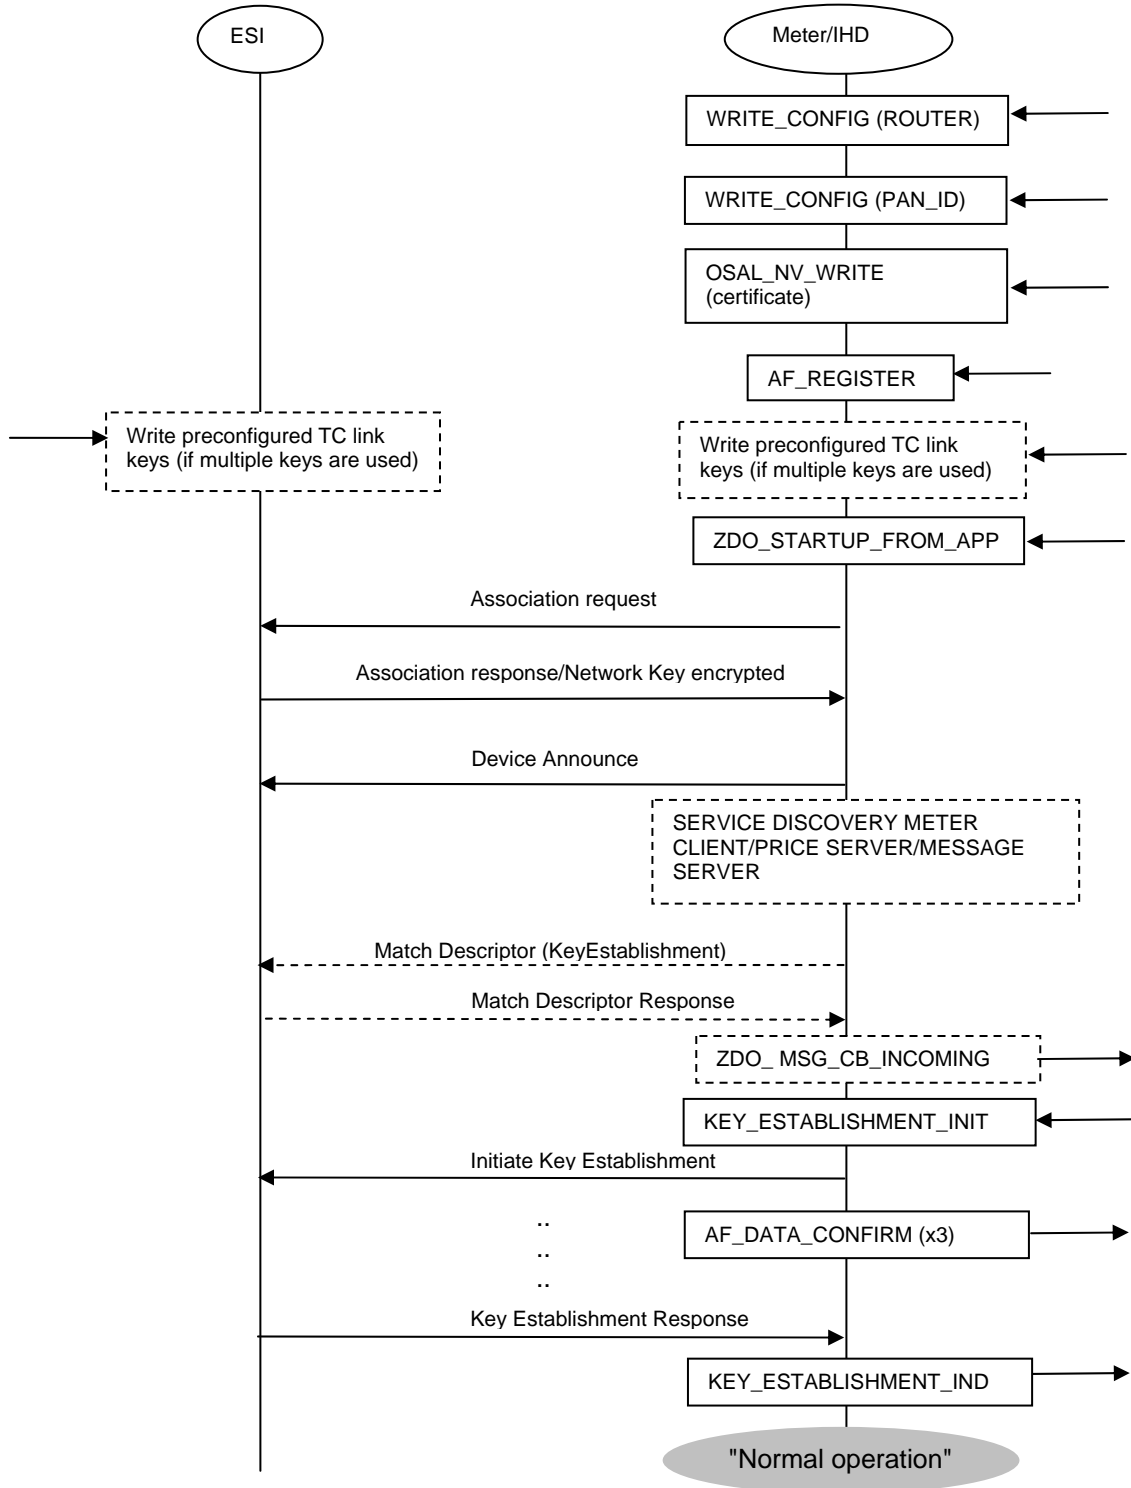 ESI
Meter/IHD
WRITE_CONFIG (ROUTER)
WRITE_CONFIG (PAN_ID)
OSAL_NV_WRITE
(certificate)
AF_REGISTER
Write preconfigured TC link
keys (if multiple keys are used)
Write preconfigured TC link
keys (if multiple keys are used)
ZDO_STARTUP_FROM_APP
Association request
Association response/Network Key encrypted
Device Announce
SERVICE DISCOVERY METER
CLIENT/PRICE SERVER/MESSAGE
SERVER
Match Descriptor (KeyEstablishment)
Match Descriptor Response
ZDO_ MSG_CB_INCOMING
KEY_ESTABLISHMENT_INIT
Initiate Key Establishment
..
AF_DATA_CONFIRM (x3)
..
..
Key Establishment Response
KEY_ESTABLISHMENT_IND
"Normal operation"